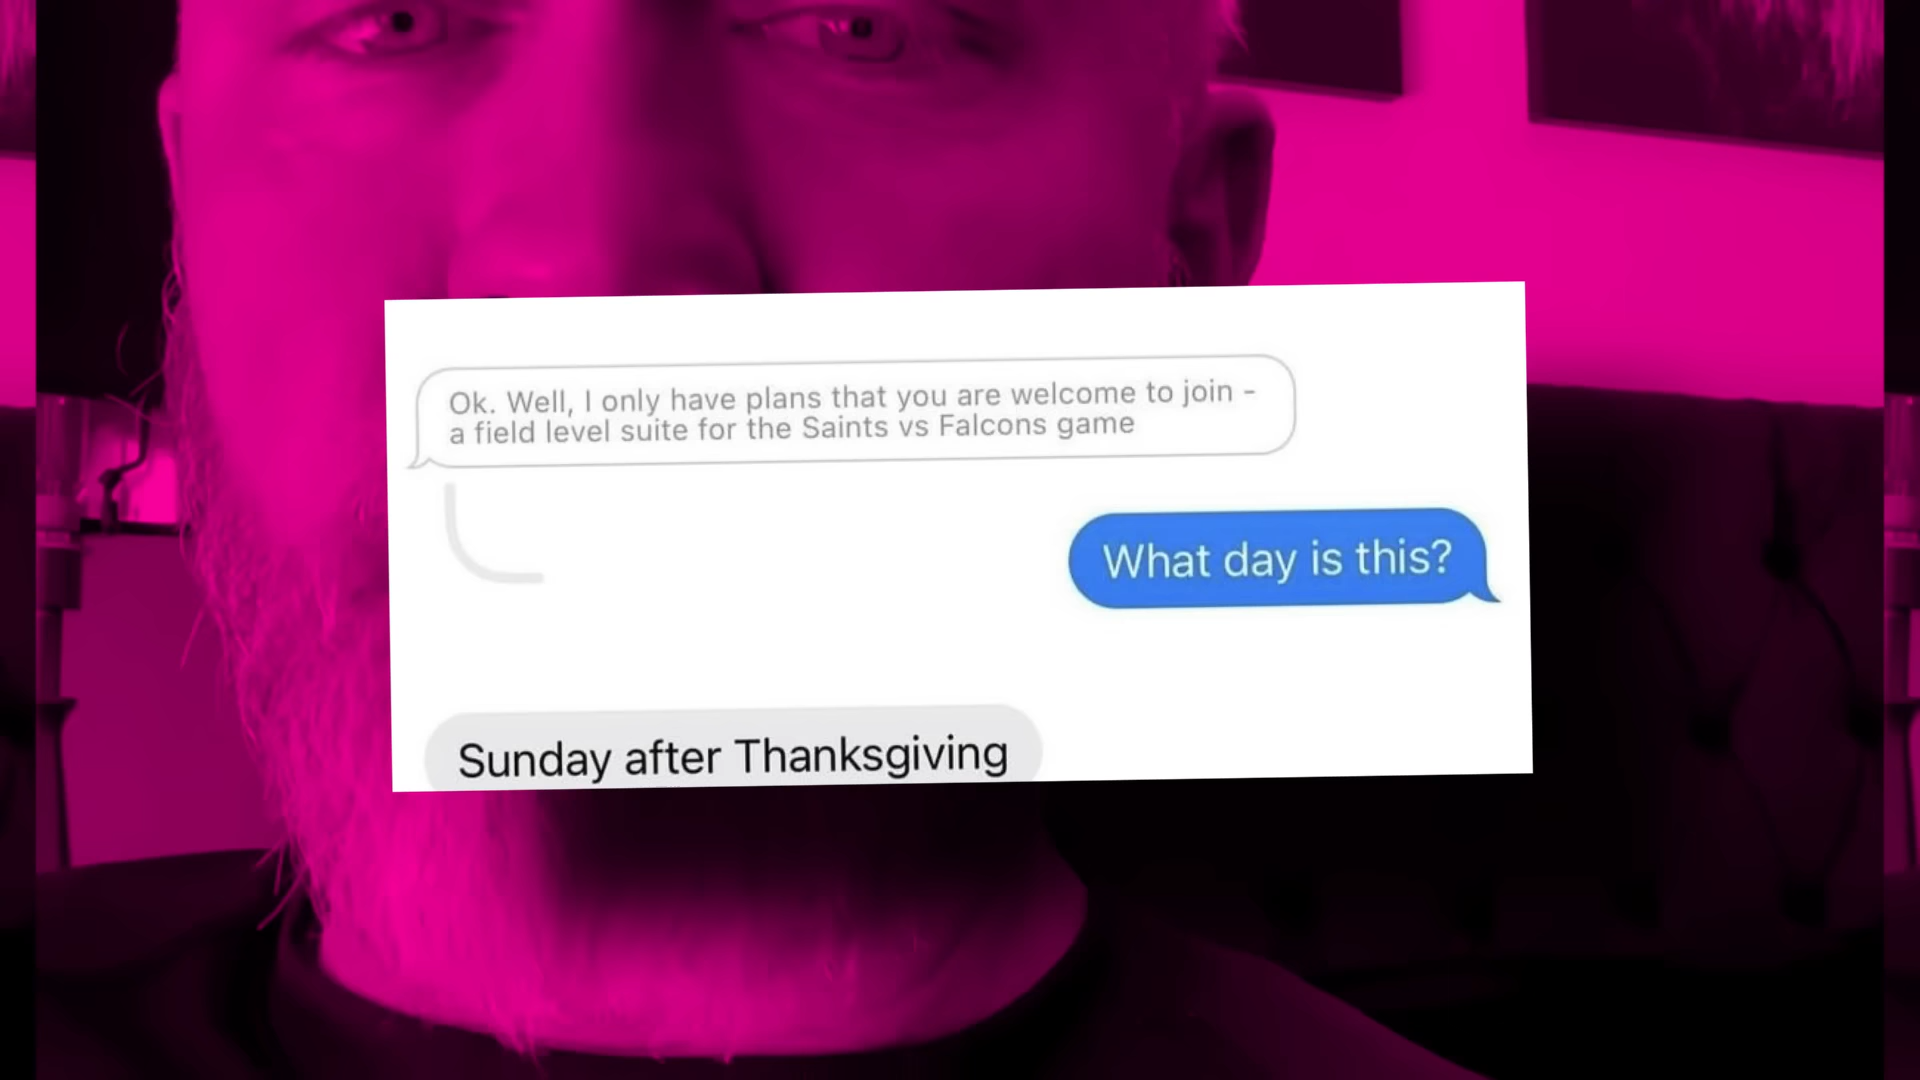 Ok. Well, I only have plans that you are welcome to join -
a field level suite for the Saints vs Falcons game
What day is this?
Sunday after Thanksgiving